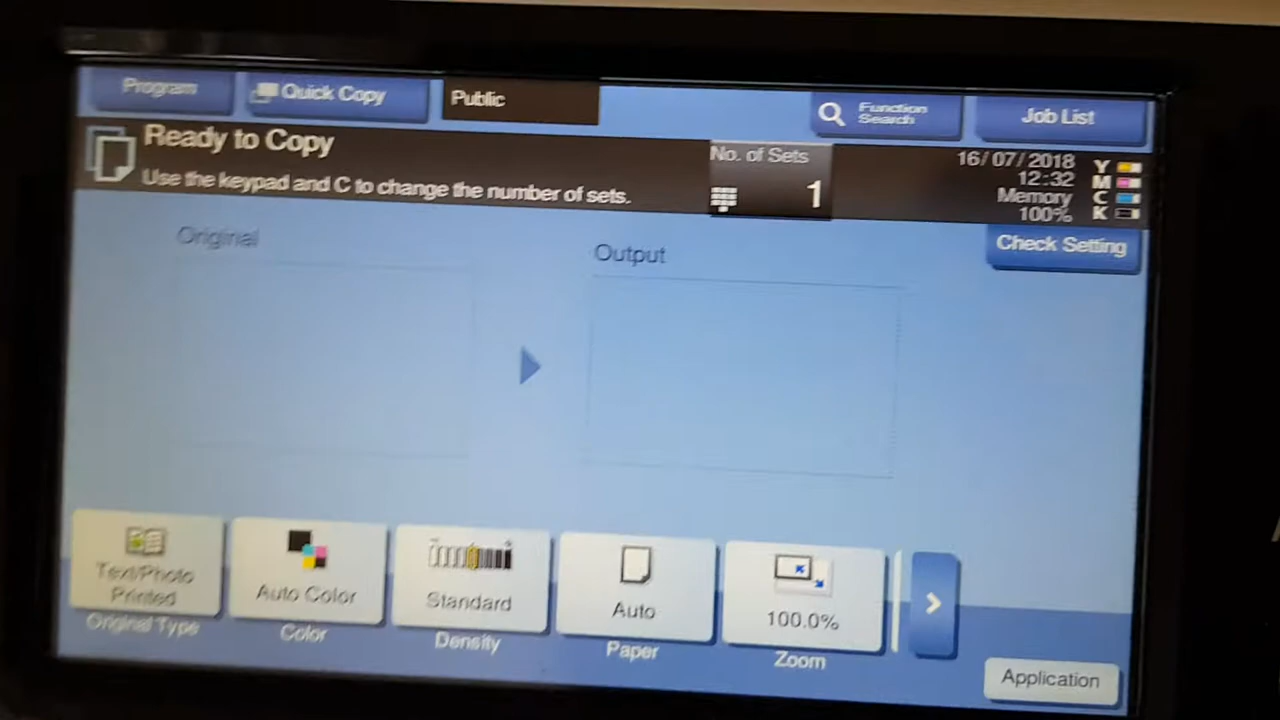 Program
Quick Copy
Public
Function
Search
Job List
Ready to Copy
Use the keypad and C to change the number of sets.
No. of Sets
1
16/07/2018
12:32
Memory
100%
Y
M
C
K
Check Setting
Original
Output
Text/Photo
Printed
Original Type
Auto Color
Color
Standard
Density
Auto
Paper
100.0%
Zoom
Application